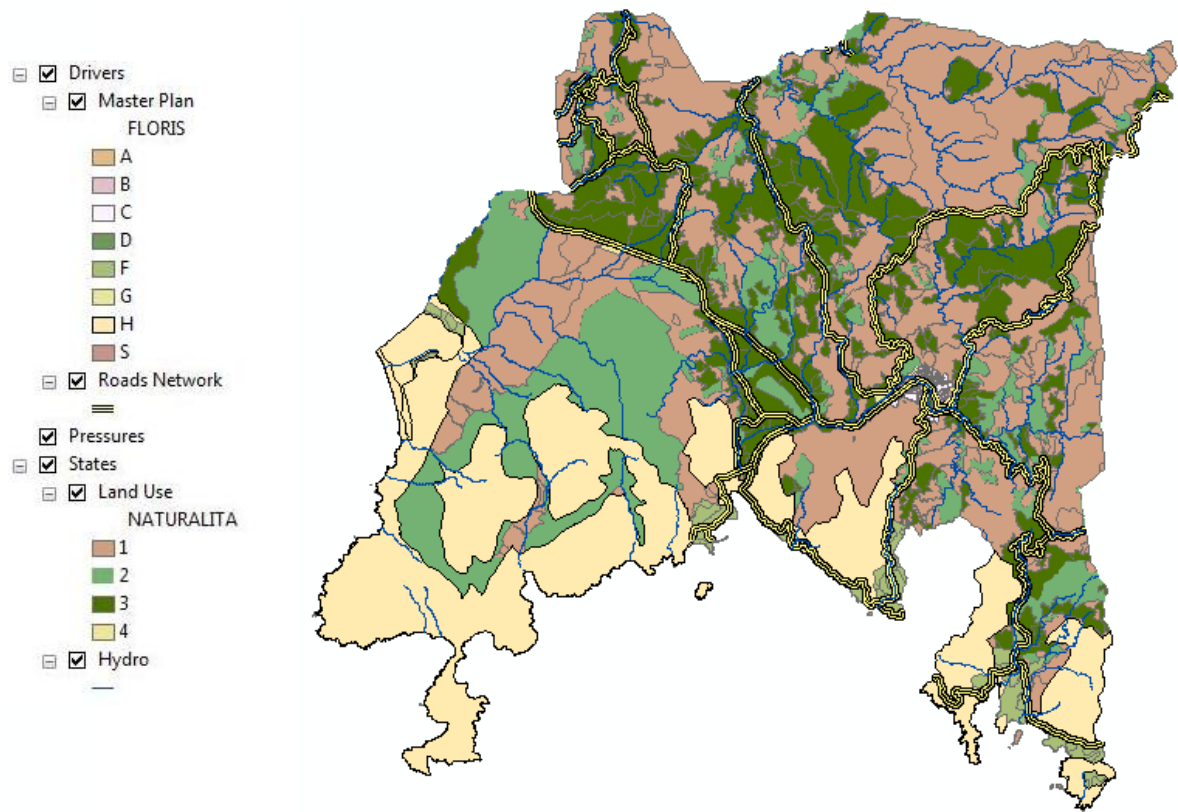 Drivers
Master Plan
FLORIS
A
B
C
D
F
G
H
S
Roads Network
Pressures
States
Land Use
NATURALITA
1
2
3
4
Hydro